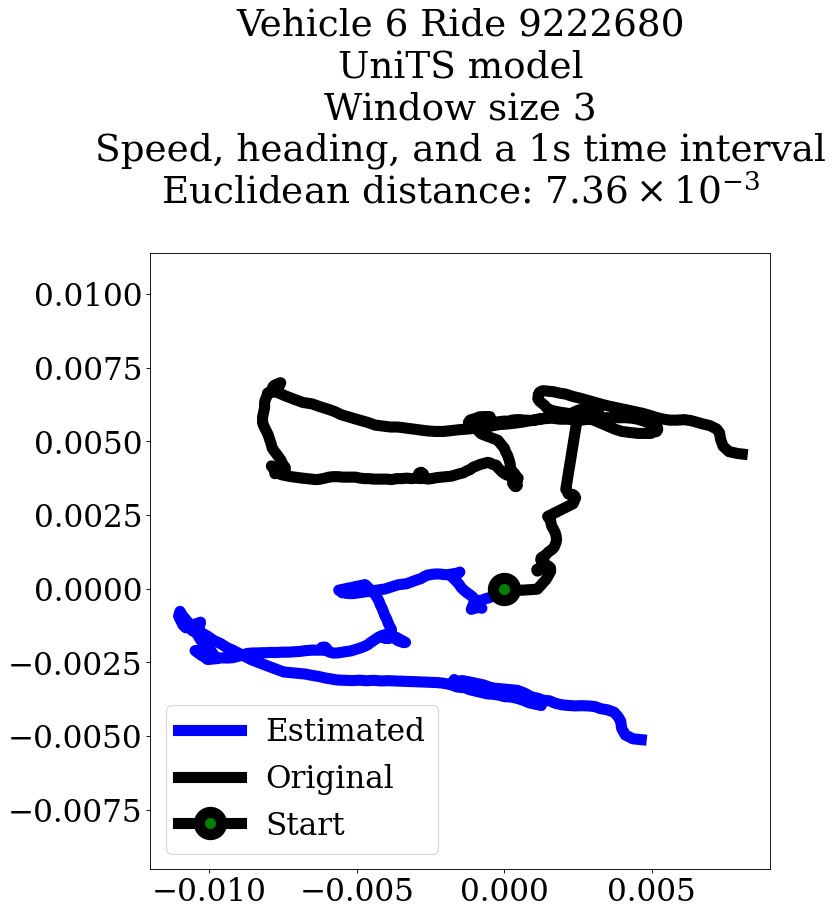 Vehicle 6 Ride 9222680
UniTS model
Window size 3
Speed, heading, and a 1s time interval
Euclidean distance: 7.36 × 10⁻³
0.0100
0.0075
0.0050
0.0025
0.0000
−0.0025
−0.0050
−0.0075
Estimated
Original
Start
−0.010 −0.005 0.000 0.005